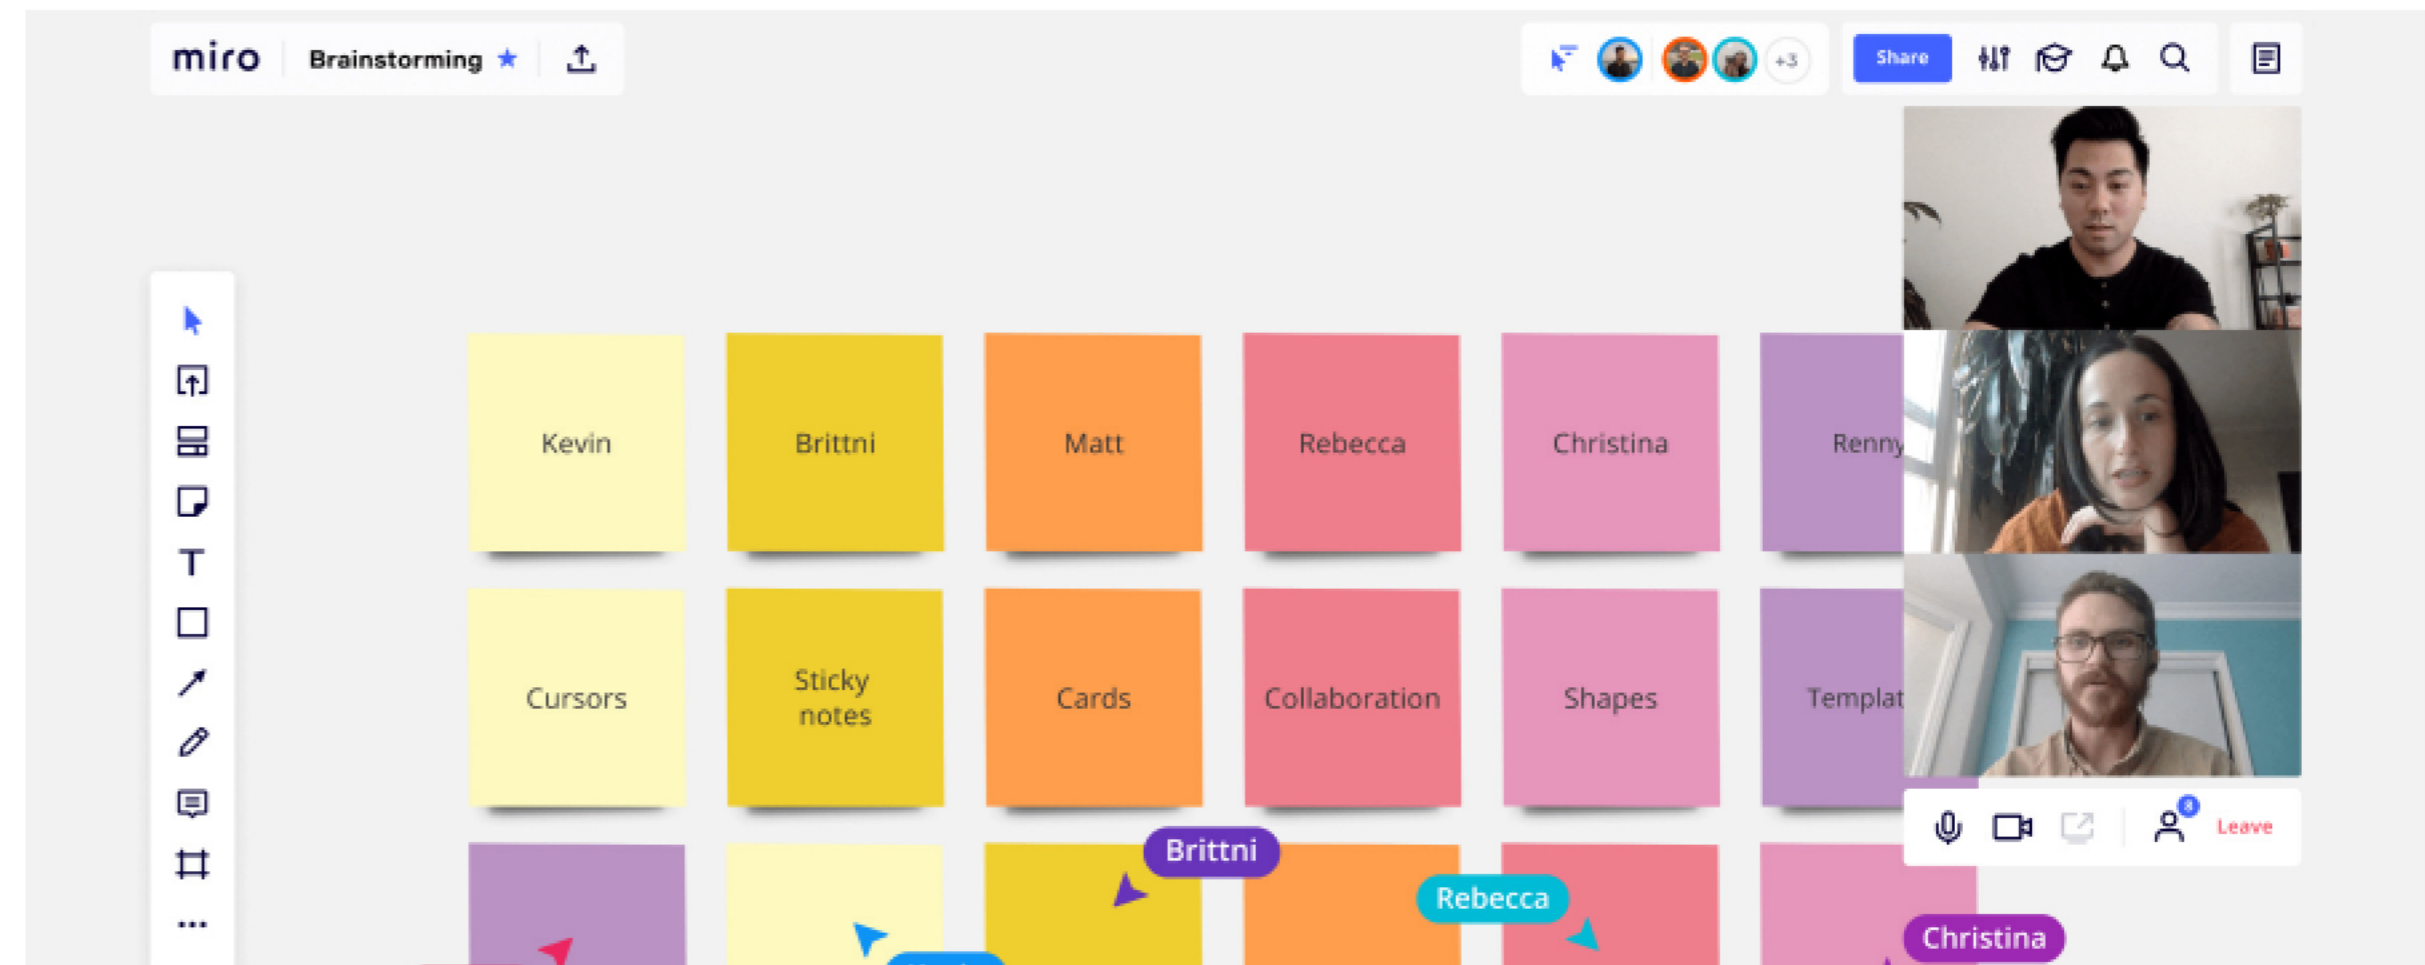 miro
Brainstorming
+3
Share
Kevin
Brittni
Matt
Rebecca
Christina
Renny
Cursors
Sticky
notes
Cards
Collaboration
Shapes
Templat
8
Leave
Brittni
Rebecca
Christina